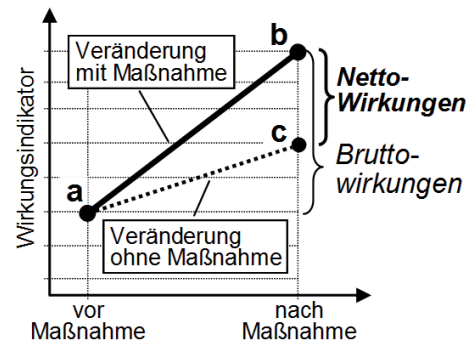 Wirkungsindikator
Veränderung
mit Maßnahme
b
Netto-
Wirkungen
c
Brutto-
wirkungen
a
Veränderung
ohne Maßnahme
vor
Maßnahme
nach
Maßnahme